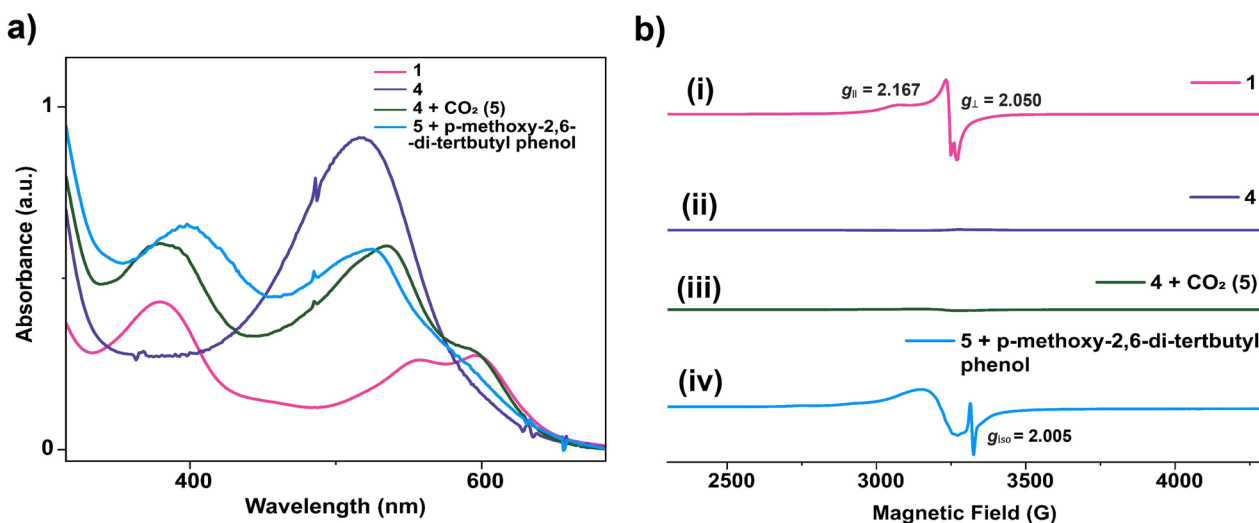 a)
1
4
4 + CO₂ (5)
5 + p-methoxy-2,6-
-di-tertbutyl phenol
1
0
Absorbance (a.u.)
400
600
Wavelength (nm)
b)
(i)
g|| = 2.167
g⊥ = 2.050
1
(ii)
4
(iii)
4 + CO₂ (5)
5 + p-methoxy-2,6-di-tertbutyl
phenol
(iv)
giso = 2.005
2500
3000
3500
4000
Magnetic Field (G)